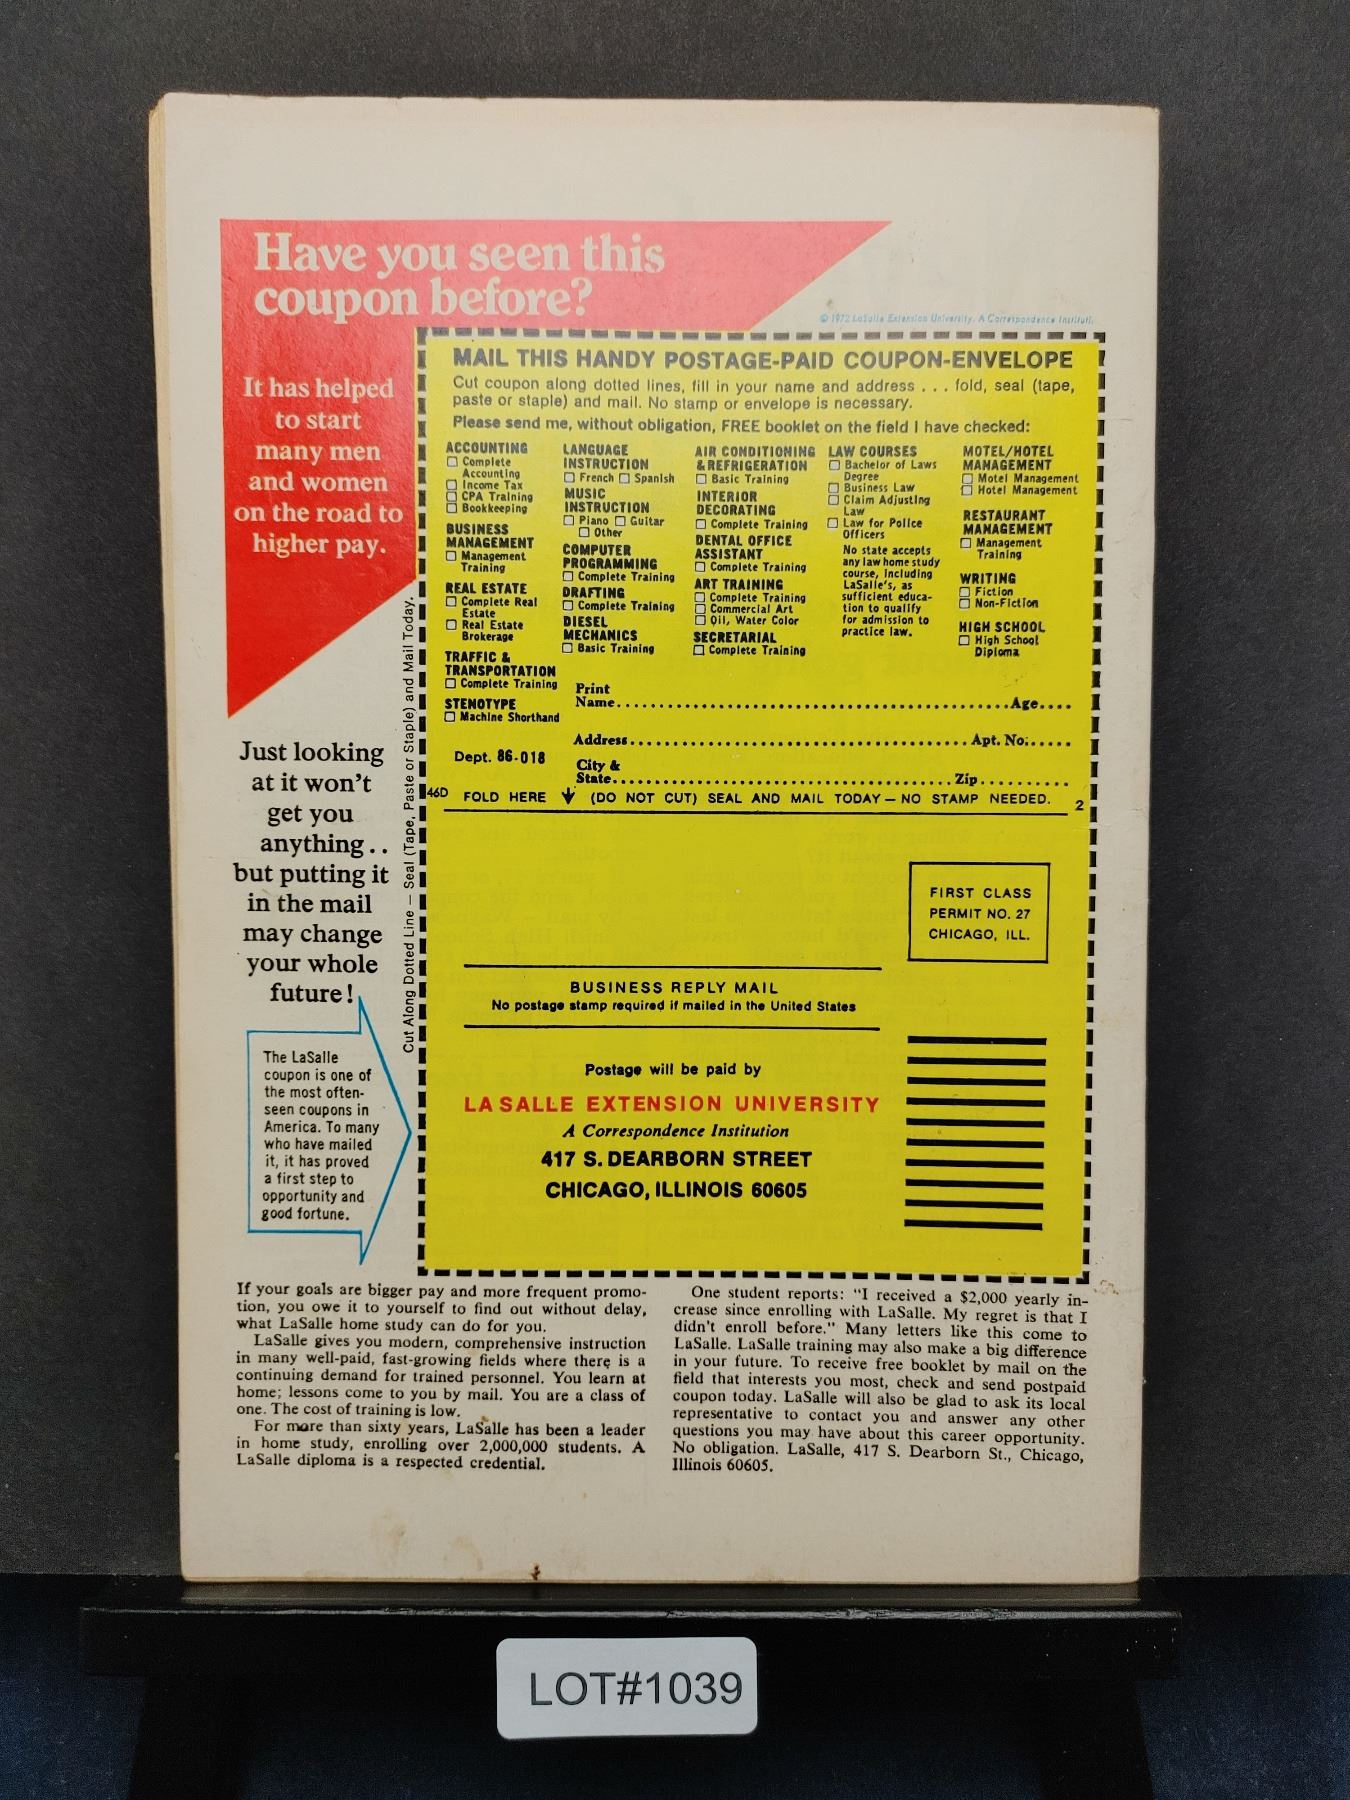 Have you seen this
coupon before?
© 1972 LaSalle Extension University. A Correspondence Instituti.
It has helped
to start
many men
and women
on the road to
higher pay.
Just looking
at it won't
get you
anything..
but putting it
in the mail
may change
your whole
future!
The LaSalle
coupon is one of
the most often-
seen coupons in
America. To many
who have mailed
it, it has proved
a first step to
opportunity and
good fortune.
Cut Along Dotted Line — Seal (Tape, Paste or Staple) and Mail Today.
MAIL THIS HANDY POSTAGE-PAID COUPON-ENVELOPE
Cut coupon along dotted lines, fill in your name and address . . . fold, seal (tape,
paste or staple) and mail. No stamp or envelope is necessary.
Please send me, without obligation, FREE booklet on the field I have checked:
ACCOUNTING
☐ Complete
Accounting
☐ Income Tax
☐ CPA Training
☐ Bookkeeping
BUSINESS
MANAGEMENT
☐ Management
Training
REAL ESTATE
☐ Complete Real
Estate
☐ Real Estate
Brokerage
TRAFFIC &
TRANSPORTATION
☐ Complete Training
STENOTYPE
☐ Machine Shorthand
LANGUAGE
INSTRUCTION
☐ French ☐ Spanish
MUSIC
INSTRUCTION
☐ Piano ☐ Guitar
☐ Other
COMPUTER
PROGRAMMING
☐ Complete Training
DRAFTING
☐ Complete Training
DIESEL
MECHANICS
☐ Basic Training
AIR CONDITIONING
& REFRIGERATION
☐ Basic Training
INTERIOR
DECORATING
☐ Complete Training
DENTAL OFFICE
ASSISTANT
☐ Complete Training
ART TRAINING
☐ Complete Training
☐ Commercial Art
☐ Oil, Water Color
SECRETARIAL
☐ Complete Training
LAW COURSES
☐ Bachelor of Laws
Degree
☐ Business Law
☐ Claim Adjusting
Law
☐ Law for Police
Officers
No state accepts
any law home study
course, including
LaSalle's, as
sufficient educa-
tion to qualify
for admission to
practice law.
MOTEL/HOTEL
MANAGEMENT
☐ Motel Management
☐ Hotel Management
RESTAURANT
MANAGEMENT
☐ Management
Training
WRITING
☐ Fiction
☐ Non-Fiction
HIGH SCHOOL
☐ High School
Diploma
Dept. 86-018
Print
Name..............................Age....
Address..............................Apt. No:.....
City &
State..............................Zip.........
46D FOLD HERE ↓ (DO NOT CUT) SEAL AND MAIL TODAY — NO STAMP NEEDED. 2
FIRST CLASS
PERMIT NO. 27
CHICAGO, ILL.
BUSINESS REPLY MAIL
No postage stamp required if mailed in the United States
Postage will be paid by
LA SALLE EXTENSION UNIVERSITY
A Correspondence Institution
417 S. DEARBORN STREET
CHICAGO, ILLINOIS 60605
If your goals are bigger pay and more frequent promo-
tion, you owe it to yourself to find out without delay,
what LaSalle home study can do for you.
LaSalle gives you modern, comprehensive instruction
in many well-paid, fast-growing fields where there is a
continuing demand for trained personnel. You learn at
home; lessons come to you by mail. You are a class of
one. The cost of training is low.
For more than sixty years, LaSalle has been a leader
in home study, enrolling over 2,000,000 students. A
LaSalle diploma is a respected credential.
One student reports: "I received a $2,000 yearly in-
crease since enrolling with LaSalle. My regret is that I
didn't enroll before." Many letters like this come to
LaSalle. LaSalle training may also make a big difference
in your future. To receive free booklet by mail on the
field that interests you most, check and send postpaid
coupon today. LaSalle will also be glad to ask its local
representative to contact you and answer any other
questions you may have about this career opportunity.
No obligation. LaSalle, 417 S. Dearborn St., Chicago,
Illinois 60605.
LOT#1039